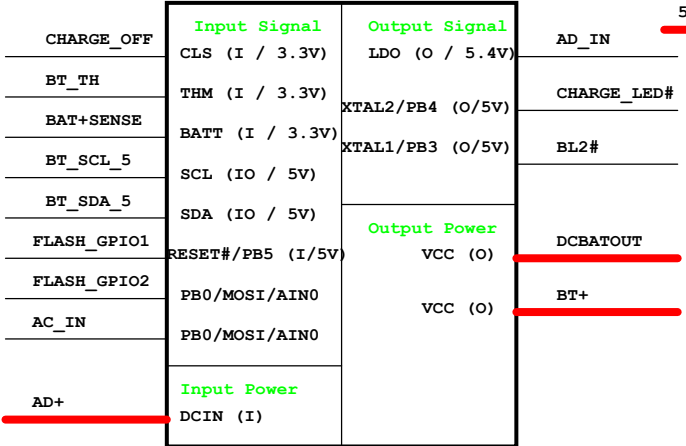 5
Input Signal
Output Signal
CHARGE_OFF
CLS (I / 3.3V)
LDO (O / 5.4V)
AD_IN
BT_TH
THM (I / 3.3V)
XTAL2/PB4 (O/5V)
CHARGE_LED#
BAT+SENSE
BATT (I / 3.3V)
XTAL1/PB3 (O/5V)
BL2#
BT_SCL_5
SCL (IO / 5V)
BT_SDA_5
SDA (IO / 5V)
Output Power
FLASH_GPIO1
RESET#/PB5 (I/5V)
VCC (O)
DCBATOUT
FLASH_GPIO2
PB0/MOSI/AIN0
VCC (O)
BT+
AC_IN
PB0/MOSI/AIN0
Input Power
AD+
DCIN (I)